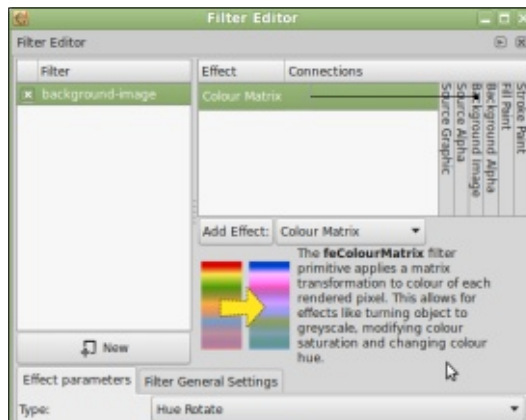 Filter Editor
Filter Editor
Filter
Effect
Connections
background-image
Colour Matrix
Source Graphic
Source Alpha
Background Image
Background Alpha
Fill Paint
Stroke Paint
Add Effect:
Colour Matrix
The feColourMatrix filter
primitive applies a matrix
transformation to colour of each
rendered pixel. This allows for
effects like turning object to
greyscale, modifying colour
saturation and changing colour
hue.
New
Effect parameters
Filter General Settings
Type:
Hue Rotate